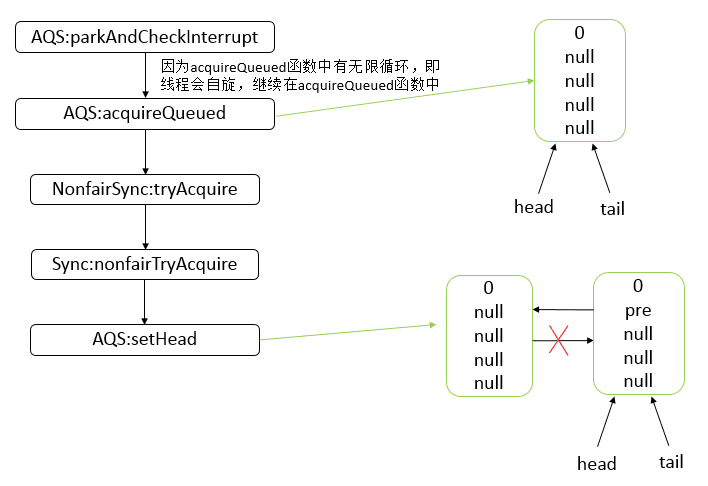 AQS:parkAndCheckInterrupt
因为acquireQueued函数中有无限循环，即
线程会自旋，继续在acquireQueued函数中
AQS:acquireQueued
NonfairSync:tryAcquire
Sync:nonfairTryAcquire
AQS:setHead
0
null
null
null
null
head
tail
0
null
null
null
null
0
pre
null
null
null
head
tail